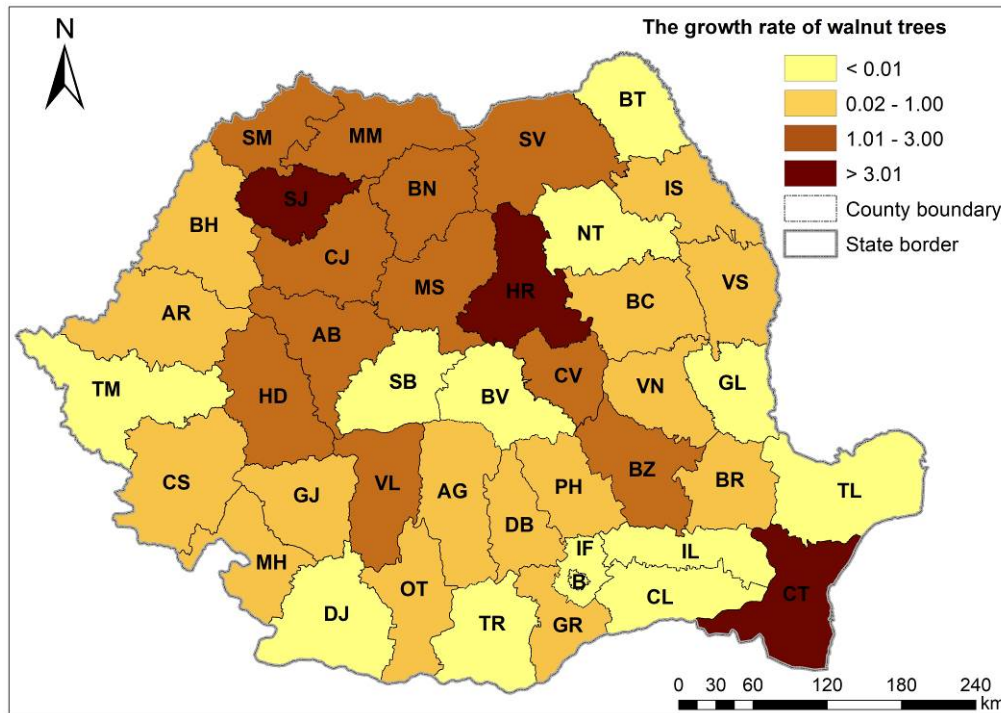 The growth rate of walnut trees
< 0.01
0.02 - 1.00
1.01 - 3.00
> 3.01
County boundary
State border
N
BT
SM
MM
SV
BN
IS
SJ
BH
NT
CJ
MS
HR
BC
VS
AR
AB
CV
TM
HD
SB
BV
VN
GL
CS
GJ
VL
AG
PH
BZ
BR
TL
DB
IF
IL
MH
B
OT
CL
CT
DJ
TR
GR
0 30 60 120 180 240
km